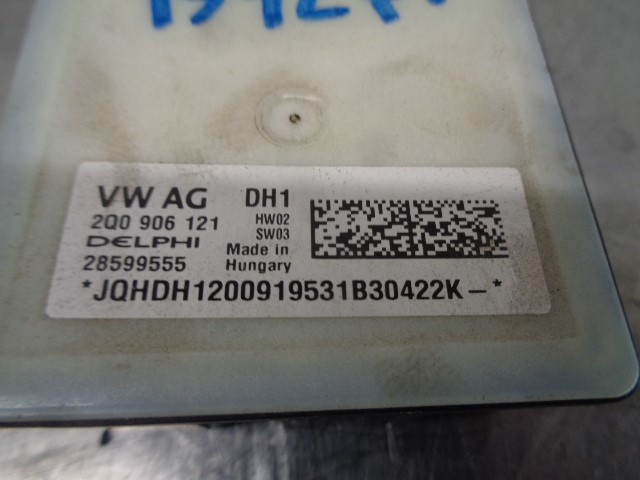 VW AG DH1
2Q0 906 121 HW02
SW03
DELPHI Made in
28599555 Hungary
*JQHDH1200919531B30422K-*